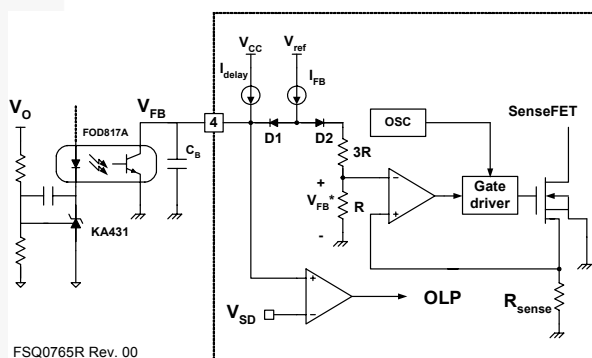 V_CC V_ref
I_delay I_FB
V_O FOD817A V_FB 4
D1 D2
C_B
3R
OSC
SenseFET
+ −
V_FB* R
-
+
Gate
driver
KA431
+
V_SD −
OLP
R_sense
FSQ0765R Rev. 00